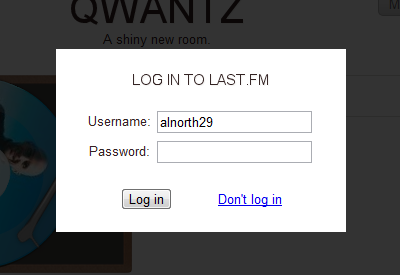 QWANTZ
A shiny new room.
LOG IN TO LAST.FM
Username: alnorth29
Password:
Log in Don't log in